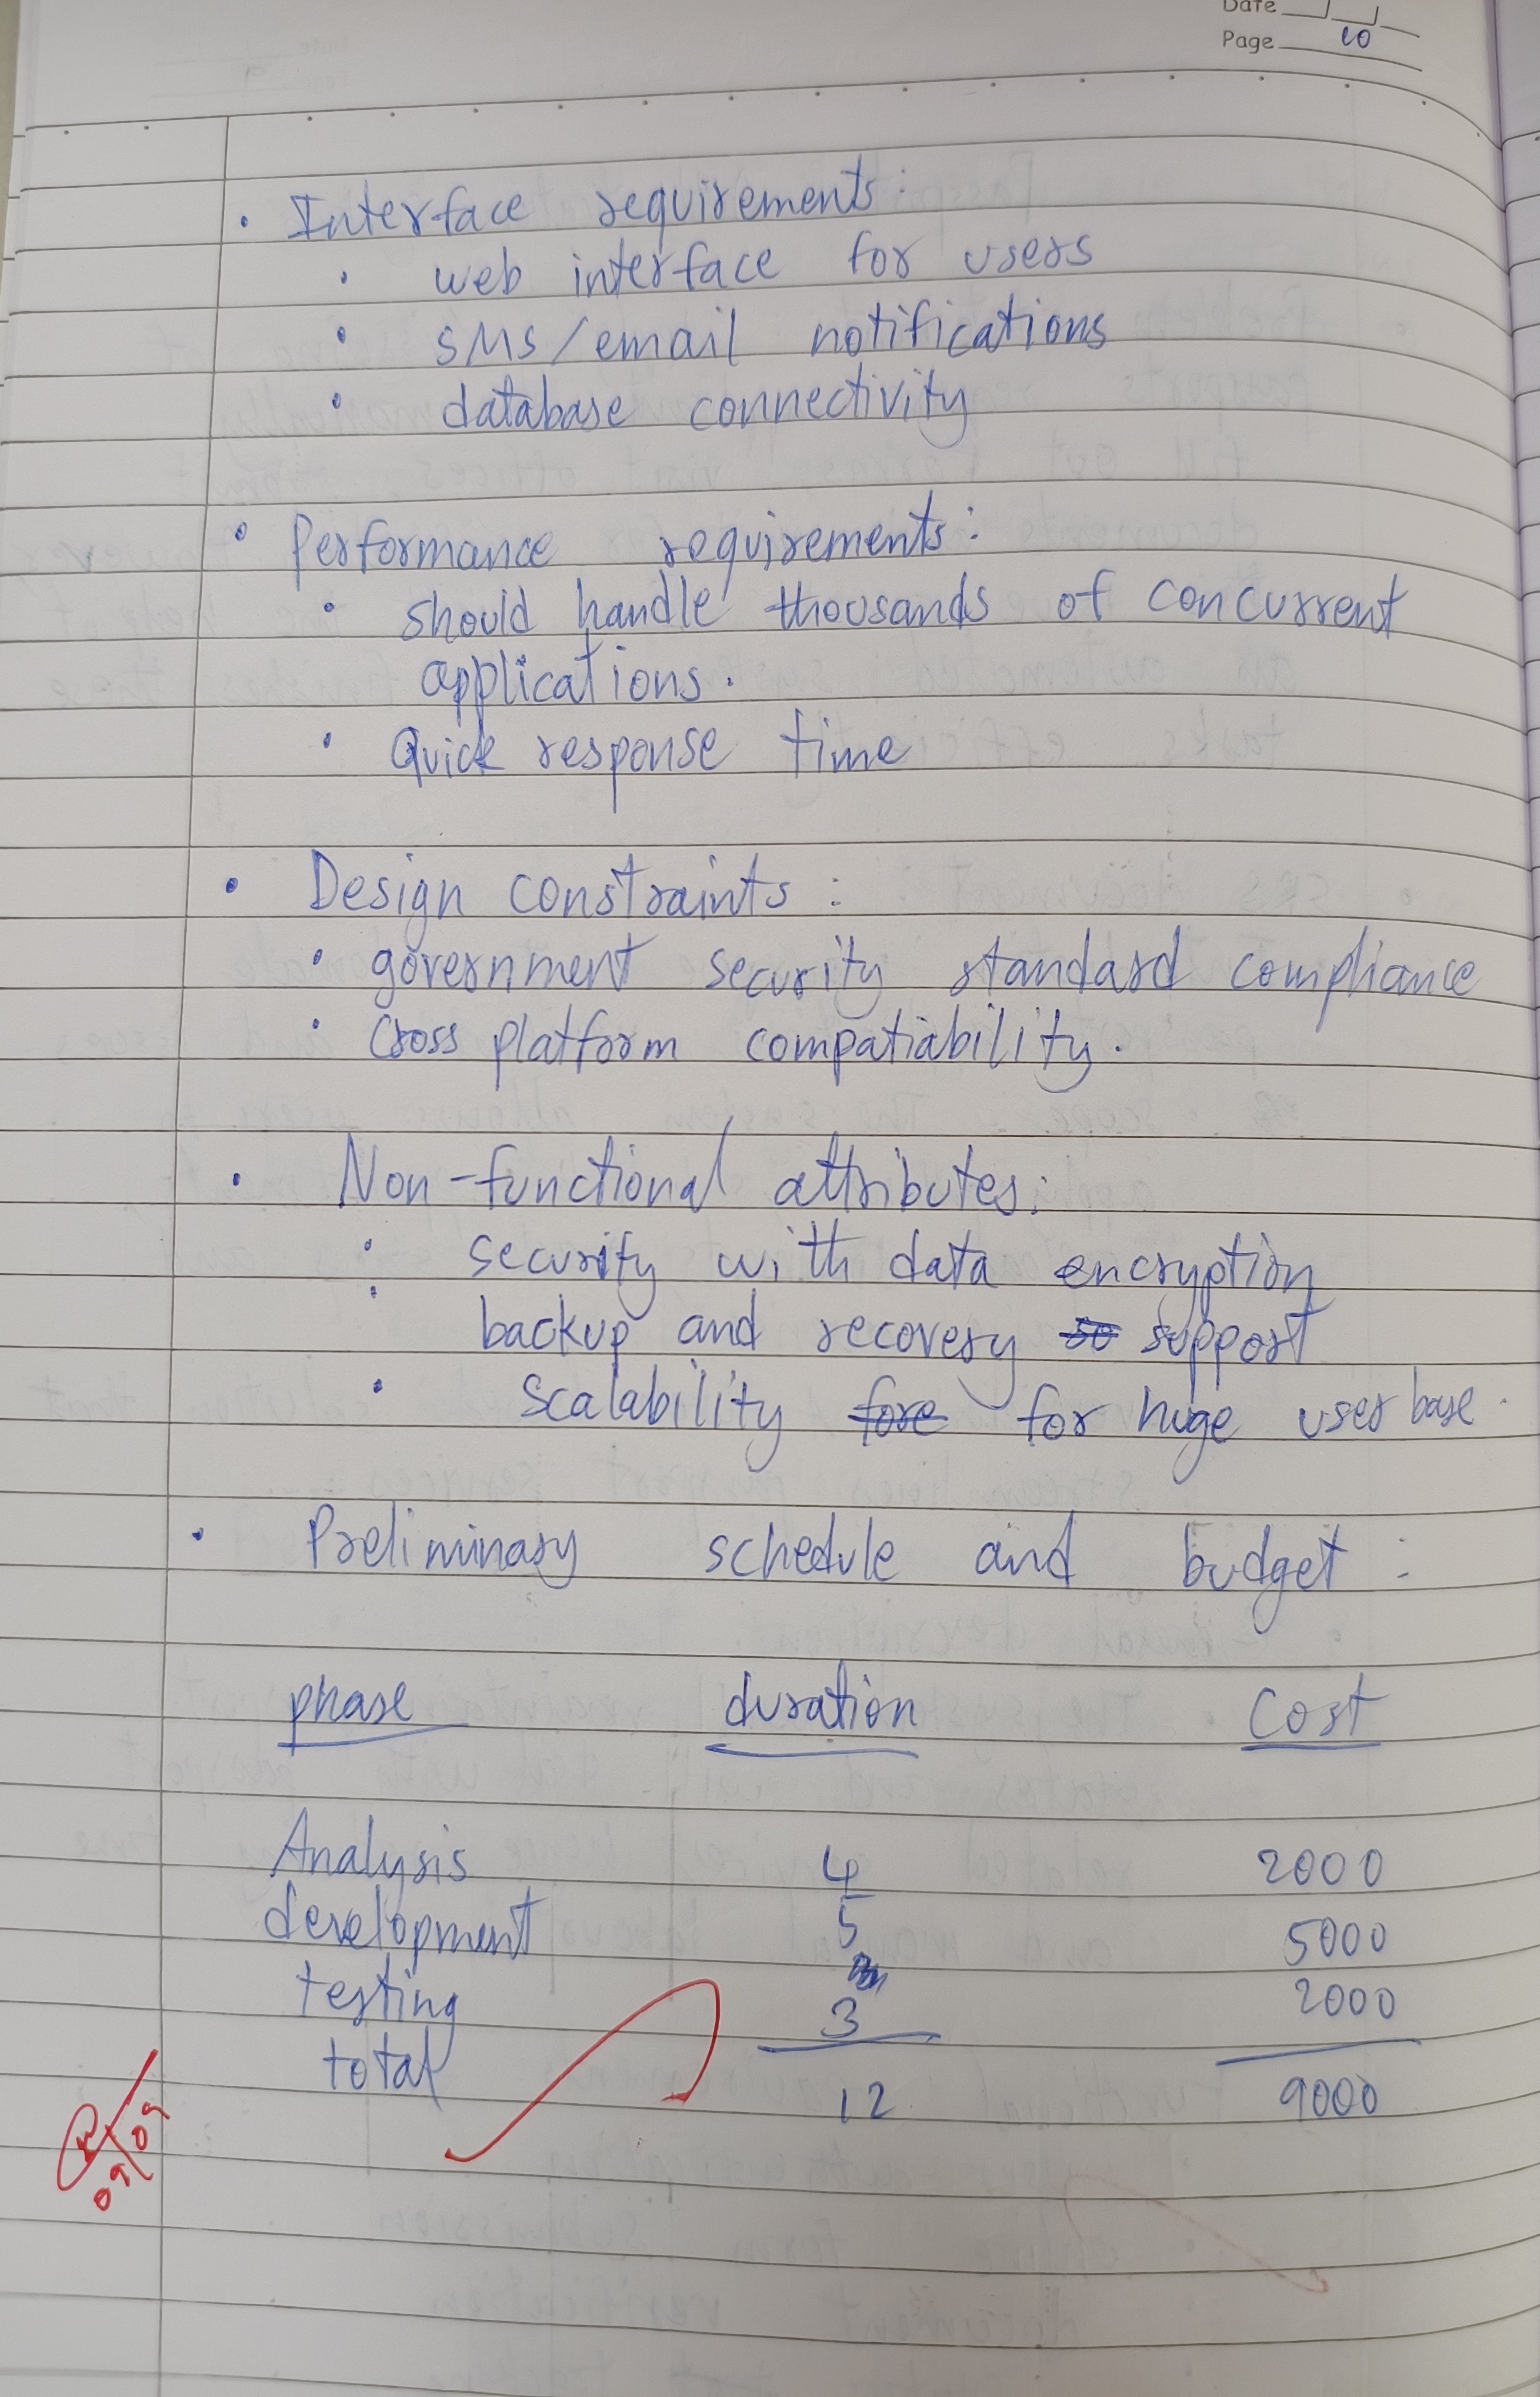 Date
Page 10
• Interface requirements:
• web interface for users
• SMS/email notifications
• database connectivity
• Performance requirements:
• should handle thousands of concurrent
applications.
• Quick response time
• Design constraints:
• government security standard compliance
• Cross platform compatiability.
• Non-functional attributes:
• security with data encryption
• backup and recovery support
• scalability for huge user base.
• Preliminary schedule and budget:
phase duration Cost
Analysis 4 2000
development 5 5000
testing 3 2000
total 12 9000
09/09